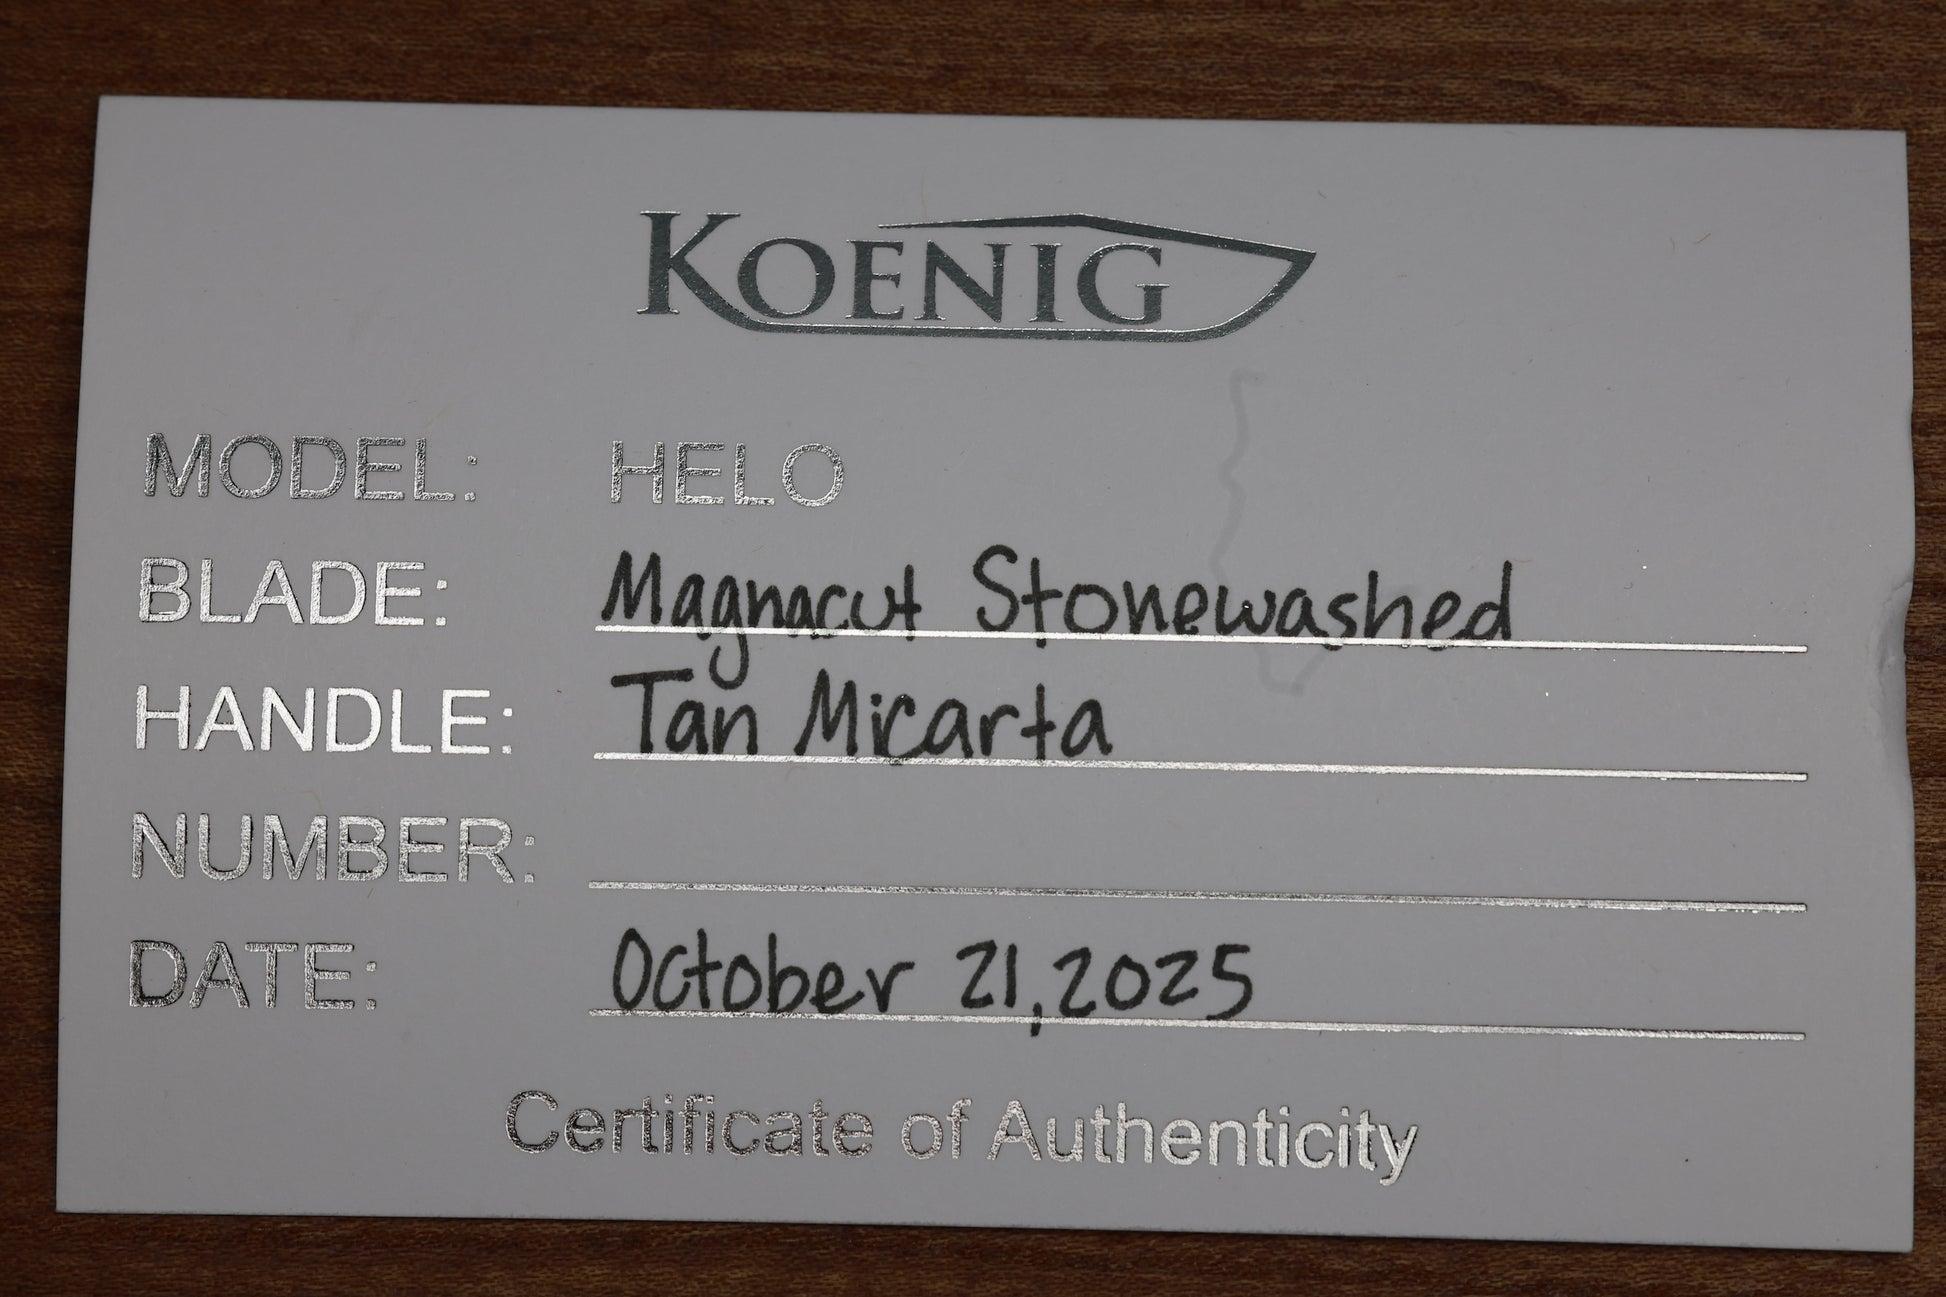 KOENIG
MODEL: HELO
BLADE: Magnacut Stonewashed
HANDLE: Tan Micarta
NUMBER:
DATE: October 21, 2025
Certificate of Authenticity